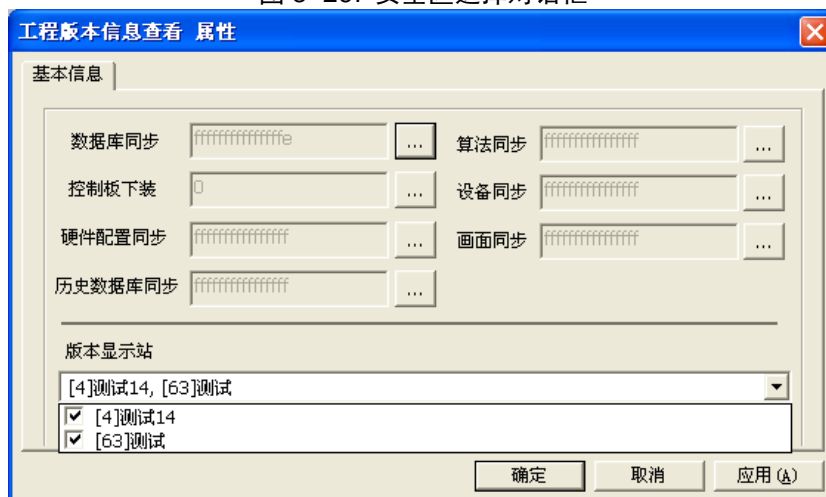 安全区选择对话框
工程版本信息查看 属性
基本信息
数据库同步 fffffffffffffffe ... 算法同步 ffffffffffffffff ...
控制板下装 0 ... 设备同步 ffffffffffffffff ...
硬件配置同步 ffffffffffffffff ... 画面同步 ffffffffffffffff ...
历史数据库同步 ffffffffffffffff ...
版本显示站
[4]测试14, [63]测试
[4]测试14
[63]测试
确定 取消 应用(A)